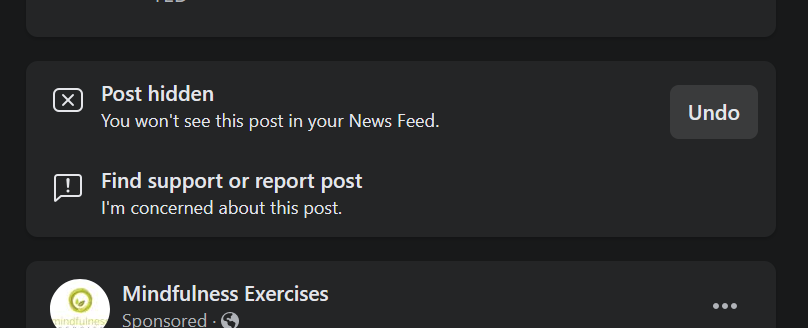 Post hidden
You won't see this post in your News Feed.
Undo
Find support or report post
I'm concerned about this post.
Mindfulness Exercises
mindfulness
Sponsored ·